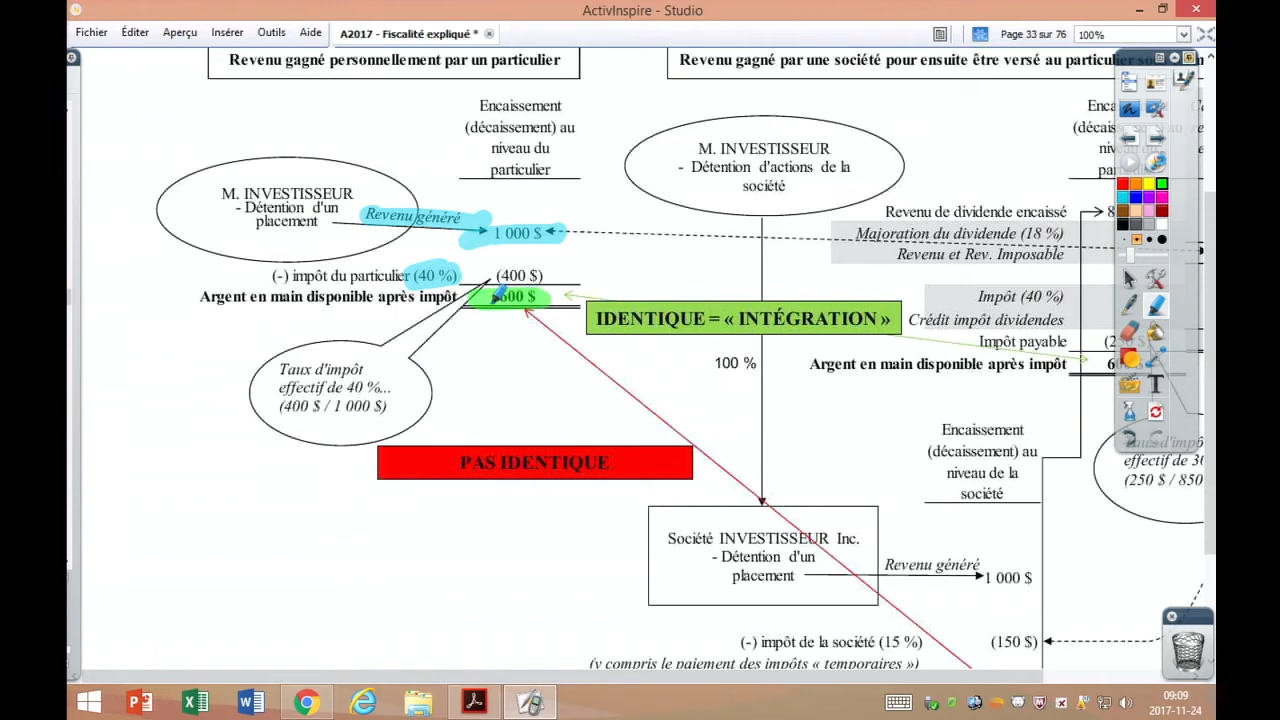 ActivInspire - Studio
Fichier Éditer Aperçu Insérer Outils Aide
A2017 - Fiscalité expliqué *
Page 33 sur 76
100%
Revenu gagné personnellement par un particulier
Revenu gagné par une société pour ensuite être versé au particulier
Encaissement
(décaissement) au
niveau du
particulier
M. INVESTISSEUR
- Détention d'un
placement
Revenu généré
1 000 $
(-) impôt du particulier (40 %)
(400 $)
Argent en main disponible après impôt
600 $
Taux d'impôt
effectif de 40 %...
(400 $ / 1 000 $)
M. INVESTISSEUR
- Détention d'actions de la
société
Revenu de dividende encaissé
Majoration du dividende (18 %)
Revenu et Rev. Imposable
Impôt (40 %)
Crédit impôt dividendes
Impôt payable
Argent en main disponible après impôt
IDENTIQUE = « INTÉGRATION »
100 %
PAS IDENTIQUE
Encaissement
(décaissement) au
niveau de la
société
effectif de 30
(250 $ / 850
Société INVESTISSEUR Inc.
- Détention d'un
placement
Revenu généré
1 000 $
(-) impôt de la société (15 %)
(150 $)
(y compris le paiement des impôts « temporaires »)
09:09
2017-11-24